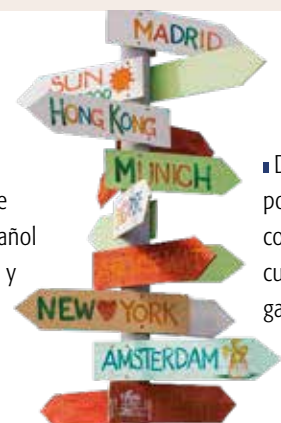 MADRID
SUN
HONG KONG
MUNICH
NEW YORK
AMSTERDAM
e
añol
y
D
po
co
cu
ga